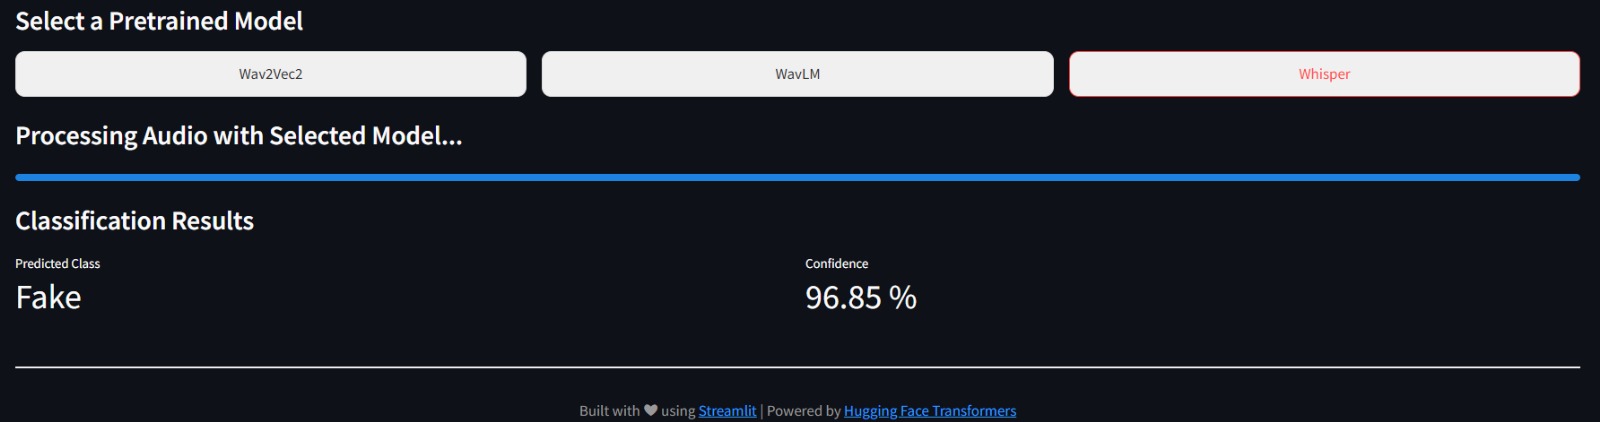 Select a Pretrained Model
Wav2Vec2 WavLM Whisper
Processing Audio with Selected Model...
Classification Results
Predicted Class Confidence
Fake 96.85 %
Built with ♥ using Streamlit | Powered by Hugging Face Transformers